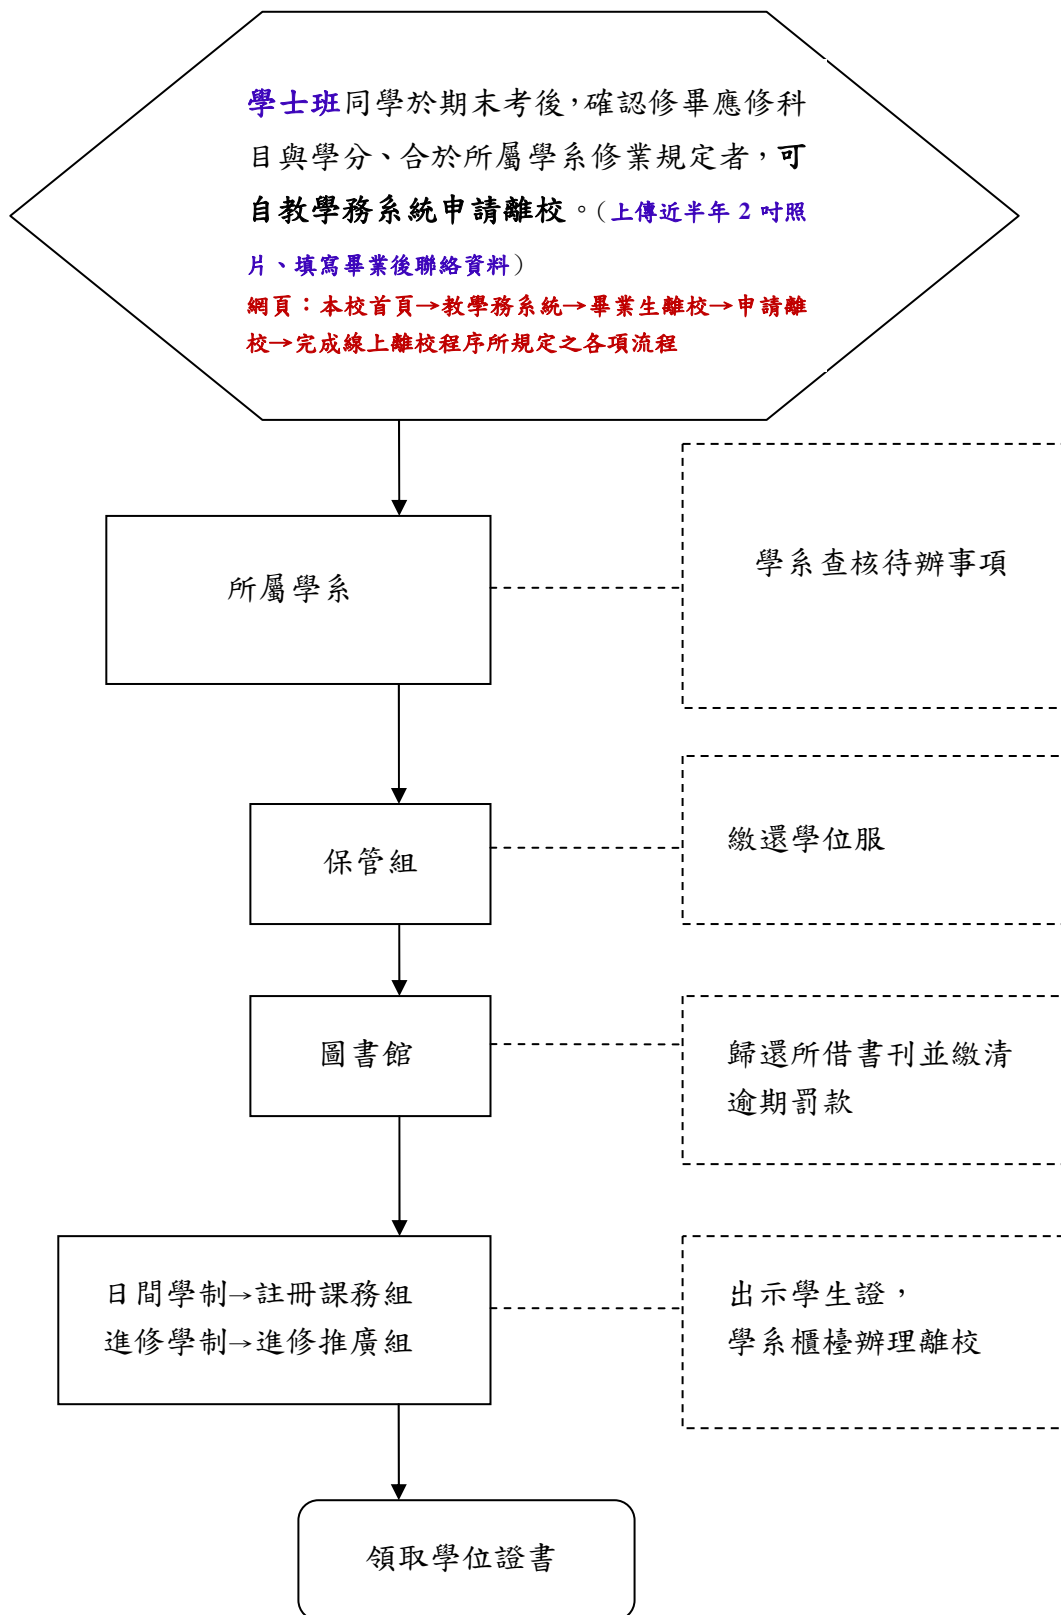 學士班同學於期末考後，確認修畢應修科
目與學分、合於所屬學系修業規定者，可
自教學務系統申請離校。（上傳近半年 2 吋照
片、填寫畢業後聯絡資料）
網頁：本校首頁→教學務系統→畢業生離校→申請離
校→完成線上離校程序所規定之各項流程
所屬學系
學系查核待辦事項
保管組
繳還學位服
圖書館
歸還所借書刊並繳清
逾期罰款
日間學制→註冊課務組
進修學制→進修推廣組
出示學生證，
學系櫃檯辦理離校
領取學位證書